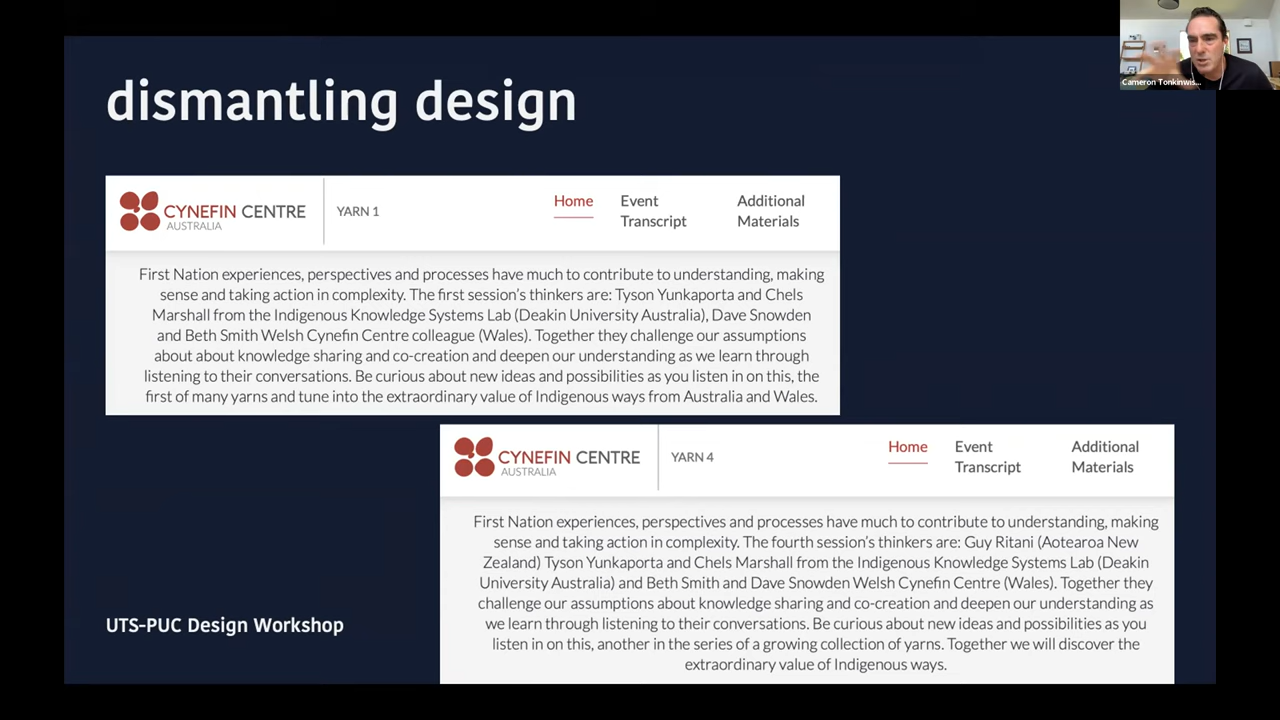 Cameron Tonkinwis...
dismantling design
CYNEFIN CENTRE
AUSTRALIA
YARN 1
Home
Event
Transcript
Additional
Materials
First Nation experiences, perspectives and processes have much to contribute to understanding, making
sense and taking action in complexity. The first session's thinkers are: Tyson Yunkaporta and Chels
Marshall from the Indigenous Knowledge Systems Lab (Deakin University Australia), Dave Snowden
and Beth Smith Welsh Cynefin Centre colleague (Wales). Together they challenge our assumptions
about about knowledge sharing and co-creation and deepen our understanding as we learn through
listening to their conversations. Be curious about new ideas and possibilities as you listen in on this, the
first of many yarns and tune into the extraordinary value of Indigenous ways from Australia and Wales.
CYNEFIN CENTRE
AUSTRALIA
YARN 4
Home
Event
Transcript
Additional
Materials
First Nation experiences, perspectives and processes have much to contribute to understanding, making
sense and taking action in complexity. The fourth session's thinkers are: Guy Ritani (Aotearoa New
Zealand) Tyson Yunkaporta and Chels Marshall from the Indigenous Knowledge Systems Lab (Deakin
University Australia) and Beth Smith and Dave Snowden Welsh Cynefin Centre (Wales). Together they
challenge our assumptions about knowledge sharing and co-creation and deepen our understanding as
we learn through listening to their conversations. Be curious about new ideas and possibilities as you
listen in on this, another in the series of a growing collection of yarns. Together we will discover the
extraordinary value of Indigenous ways.
UTS-PUC Design Workshop